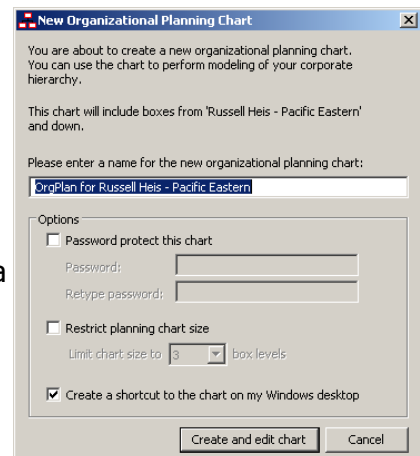 New Organizational Planning Chart
You are about to create a new organizational planning chart.
You can use the chart to perform modeling of your corporate
hierarchy.
This chart will include boxes from 'Russell Heis - Pacific Eastern'
and down.
Please enter a name for the new organizational planning chart:
OrgPlan for Russell Heis - Pacific Eastern
Options
Password protect this chart
a
Password:
Retype password:
Restrict planning chart size
Limit chart size to 3 box levels
Create a shortcut to the chart on my Windows desktop
Create and edit chart Cancel